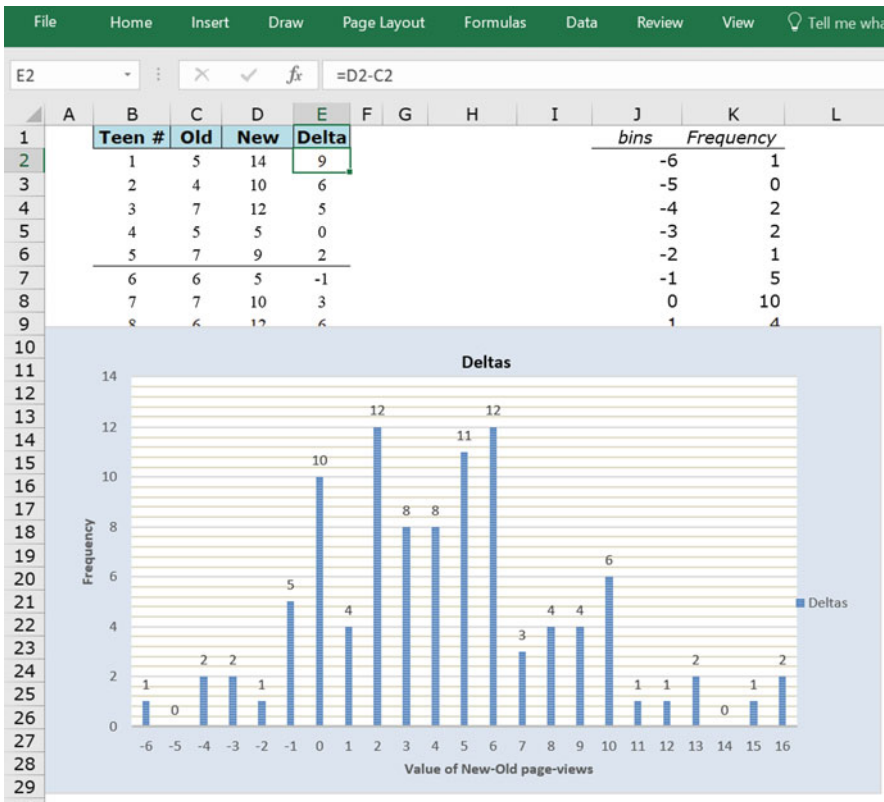 File Home Insert Draw Page Layout Formulas Data Review View Tell me wha
E2 fx =D2-C2
A B C D E F G H I J K L
1 Teen # Old New Delta bins Frequency
2 1 5 14 9 -6 1
3 2 4 10 6 -5 0
4 3 7 12 5 -4 2
5 4 5 5 0 -3 2
6 5 7 9 2 -2 1
7 6 6 5 -1 -1 5
8 7 7 10 3 0 10
9 8 6 12 6 1 4
10
11
12
13
14
15
16
17
18
19
20
21
22
23
24
25
26
27
28
29
Deltas
14
12
10
8
6
4
2
0
Frequency
1 0 2 2 1 5 10 4 12 8 8 11 12 3 4 4 6 1 1 2 0 1 2
Deltas
-6 -5 -4 -3 -2 -1 0 1 2 3 4 5 6 7 8 9 10 11 12 13 14 15 16
Value of New-Old page-views